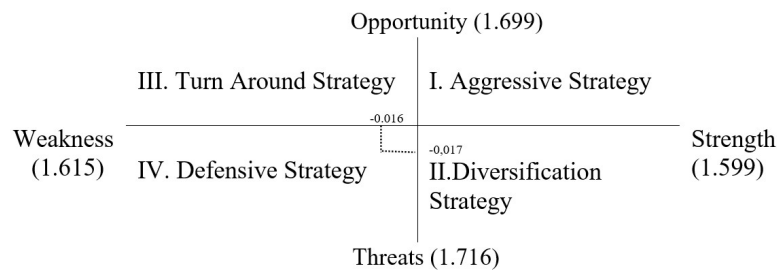 Opportunity (1.699)
III. Turn Around Strategy
I. Aggressive Strategy
-0.016
Weakness
(1.615)
Strength
(1.599)
-0,017
IV. Defensive Strategy
II.Diversification
Strategy
Threats (1.716)